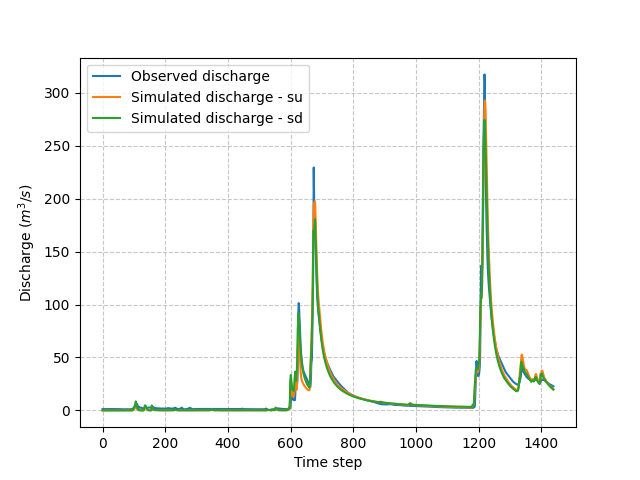 Observed discharge
Simulated discharge - su
Simulated discharge - sd
300
250
200
150
100
50
0
Discharge (m³/s)
0 200 400 600 800 1000 1200 1400
Time step